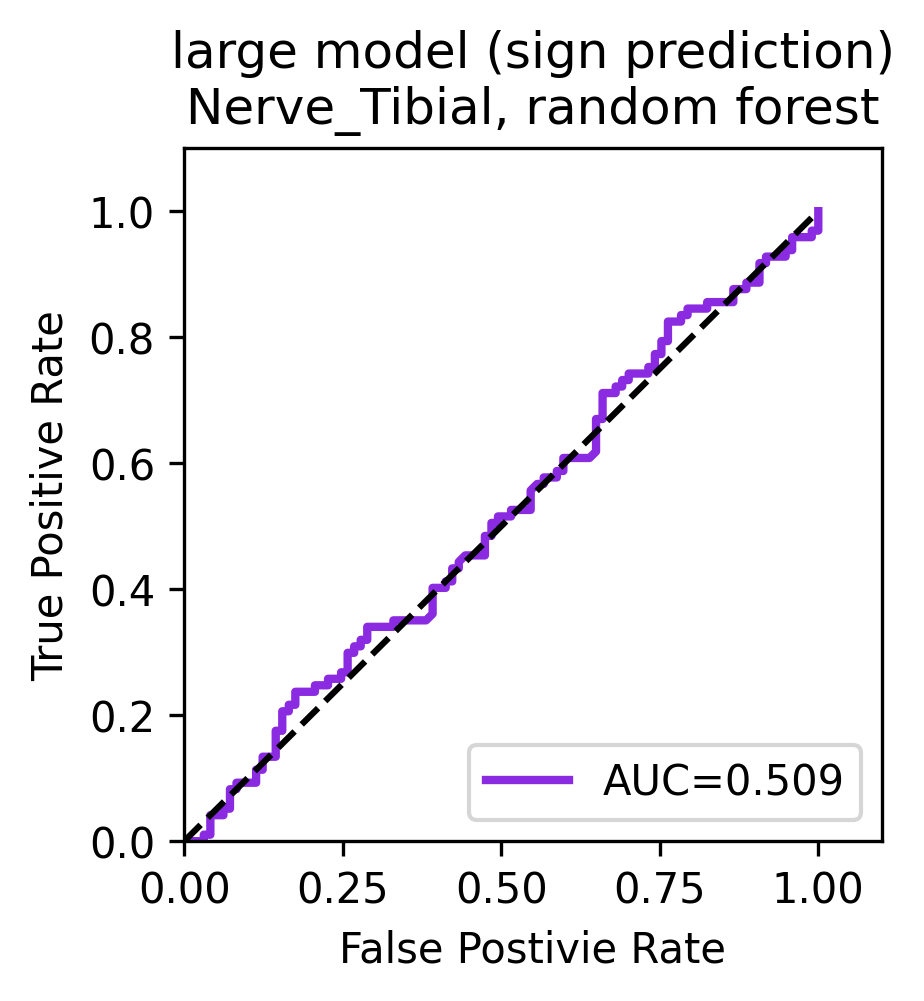 large model (sign prediction)
Nerve_Tibial, random forest
1.0
0.8
0.6
0.4
0.2
0.0
True Positive Rate
AUC=0.509
0.00 0.25 0.50 0.75 1.00
False Postivie Rate